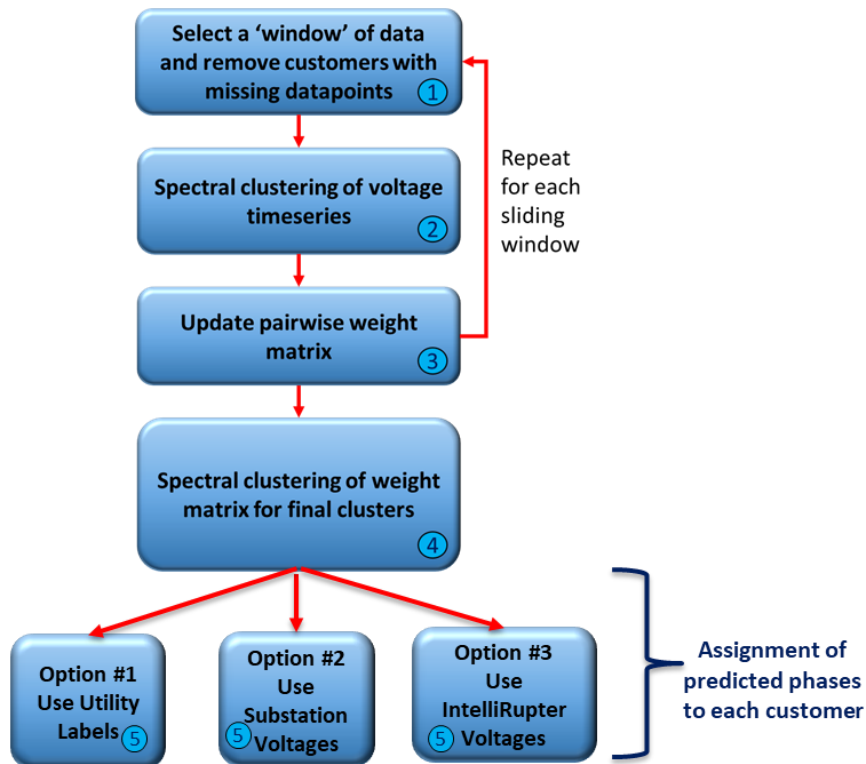 Select a ‘window’ of data
and remove customers with
missing datapoints
1
Repeat
for each
sliding
window
Spectral clustering of voltage
timeseries
2
Update pairwise weight
matrix
3
Spectral clustering of weight
matrix for final clusters
4
Option #1
Use Utility
Labels
5
Option #2
Use
Substation
Voltages
5
Option #3
Use
IntelliRupter
Voltages
5
Assignment of
predicted phases
to each customer